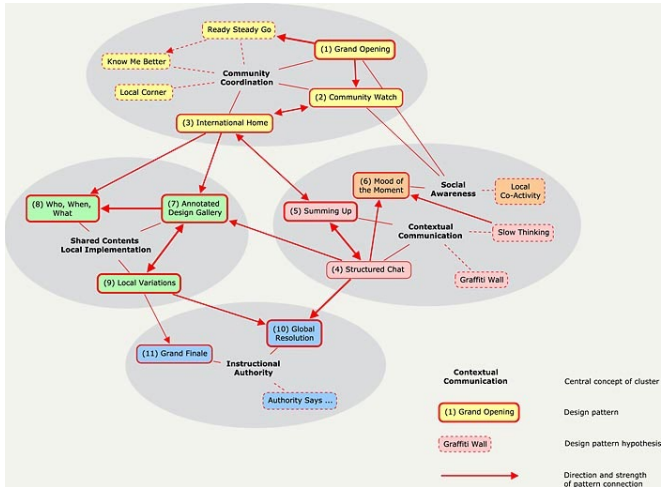 Ready Steady Go
(1) Grand Opening
Know Me Better
Community
Coordination
Local Corner
(2) Community Watch
(3) International Home
(6) Mood of
the Moment
Social
Awareness
Local
Co-Activity
(8) Who, When,
What
(7) Annotated
Design Gallery
(5) Summing Up
Contextual
Communication
Slow Thinking
Shared Contents
Local Implementation
(4) Structured Chat
Graffiti Wall
(9) Local Variations
(10) Global
Resolution
(11) Grand Finale
Instructional
Authority
Authority Says ...
Contextual
Communication
Central concept of cluster
(1) Grand Opening
Design pattern
Graffiti Wall
Design pattern hypothesis
Direction and strength
of pattern connection